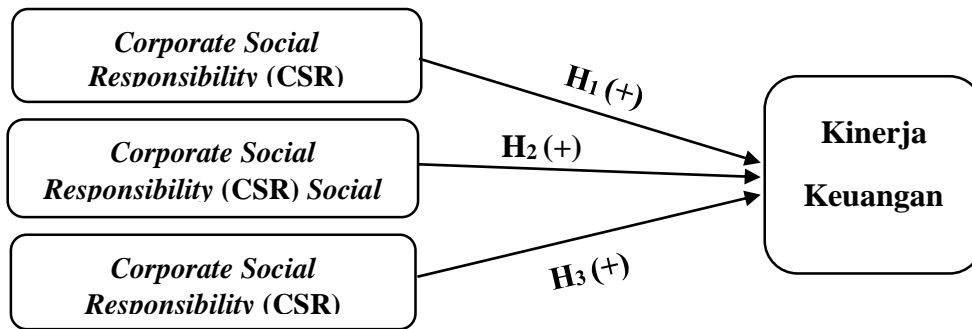 Corporate Social
Responsibility (CSR)
H1 (+)
Corporate Social
Responsibility (CSR) Social
H2 (+)
Corporate Social
Responsibility (CSR)
H3 (+)
Kinerja
Keuangan